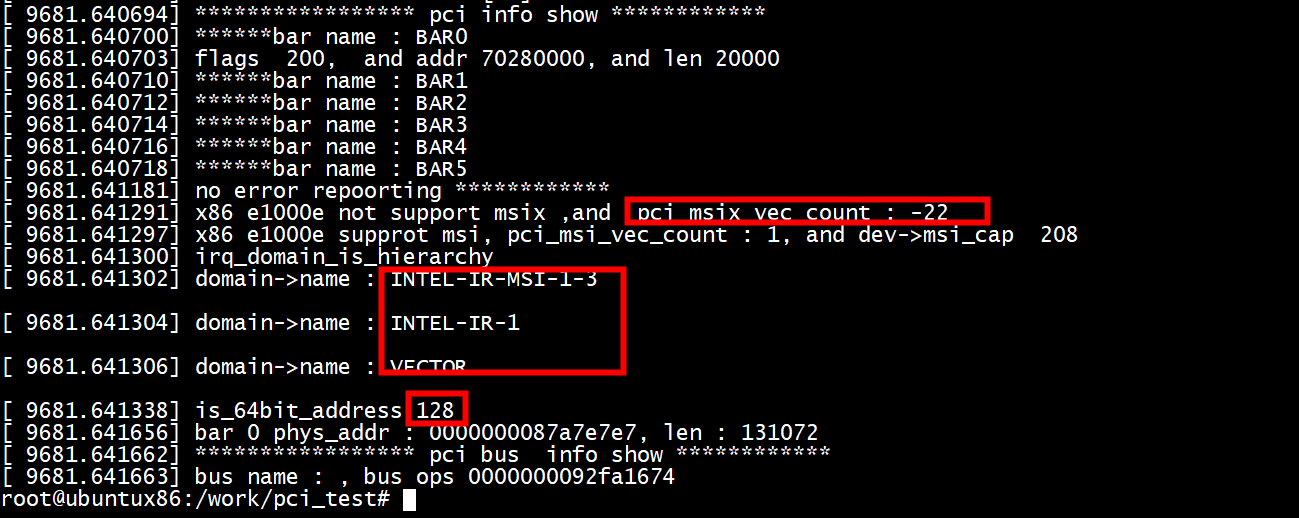 [ 9681.640694] ***************** pci info show ************
[ 9681.640700] ******bar name : BAR0
[ 9681.640703] flags  200,  and addr 70280000, and len 20000
[ 9681.640710] ******bar name : BAR1
[ 9681.640712] ******bar name : BAR2
[ 9681.640714] ******bar name : BAR3
[ 9681.640716] ******bar name : BAR4
[ 9681.640718] ******bar name : BAR5
[ 9681.641181] no error repoorting ************
[ 9681.641291] x86 e1000e not support msix ,and  pci_msix_vec_count : -22
[ 9681.641297] x86 e1000e supprot msi, pci_msi_vec_count : 1, and dev->msi_cap  208
[ 9681.641300] irq_domain_is_hierarchy
[ 9681.641302] domain->name : INTEL-IR-MSI-1-3
[ 9681.641304] domain->name : INTEL-IR-1
[ 9681.641306] domain->name : VECTOR
[ 9681.641338] is_64bit_address 128
[ 9681.641656] bar 0 phys_addr : 0000000087a7e7e7, len : 131072
[ 9681.641662] ***************** pci bus  info show ************
[ 9681.641663] bus name : , bus ops 0000000092fa1674
root@ubuntux86:/work/pci_test#